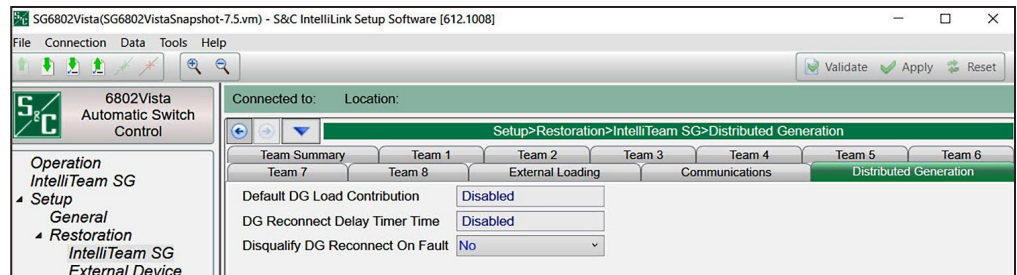 SG6802Vista(SG6802VistaSnapshot-7.5.vm) - S&C IntelliLink Setup Software [612.1008]
File Connection Data Tools Help
Validate Apply Reset
S&C
6802Vista
Automatic Switch
Control
Connected to: Location:
Setup>Restoration>IntelliTeam SG>Distributed Generation
Team Summary Team 1 Team 2 Team 3 Team 4 Team 5 Team 6
Team 7 Team 8 External Loading Communications Distributed Generation
Operation
IntelliTeam SG
Setup
General
Restoration
IntelliTeam SG
External Device
Default DG Load Contribution Disabled
DG Reconnect Delay Timer Time Disabled
Disqualify DG Reconnect On Fault No